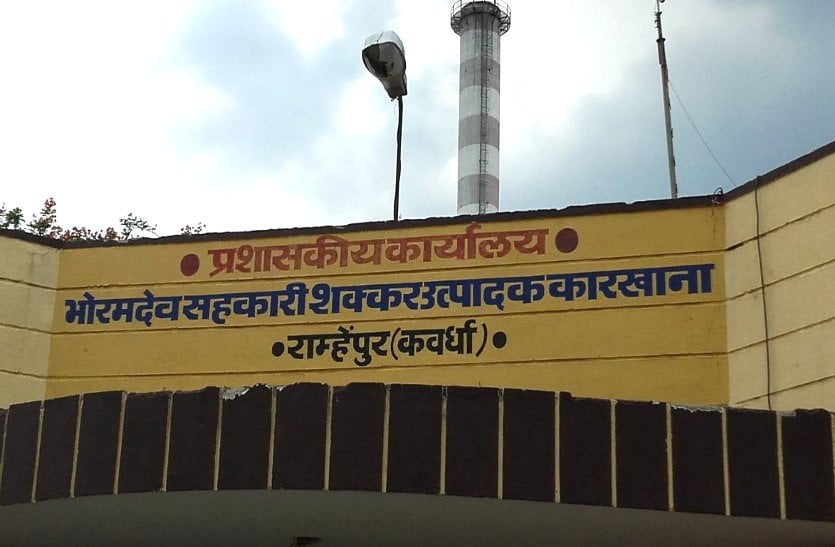 • प्रशासकीय कार्यालय •
भोरमदेव सहकारी शक्कर उत्पादक कारखाना
• राम्हेंपुर (कवर्धा) •